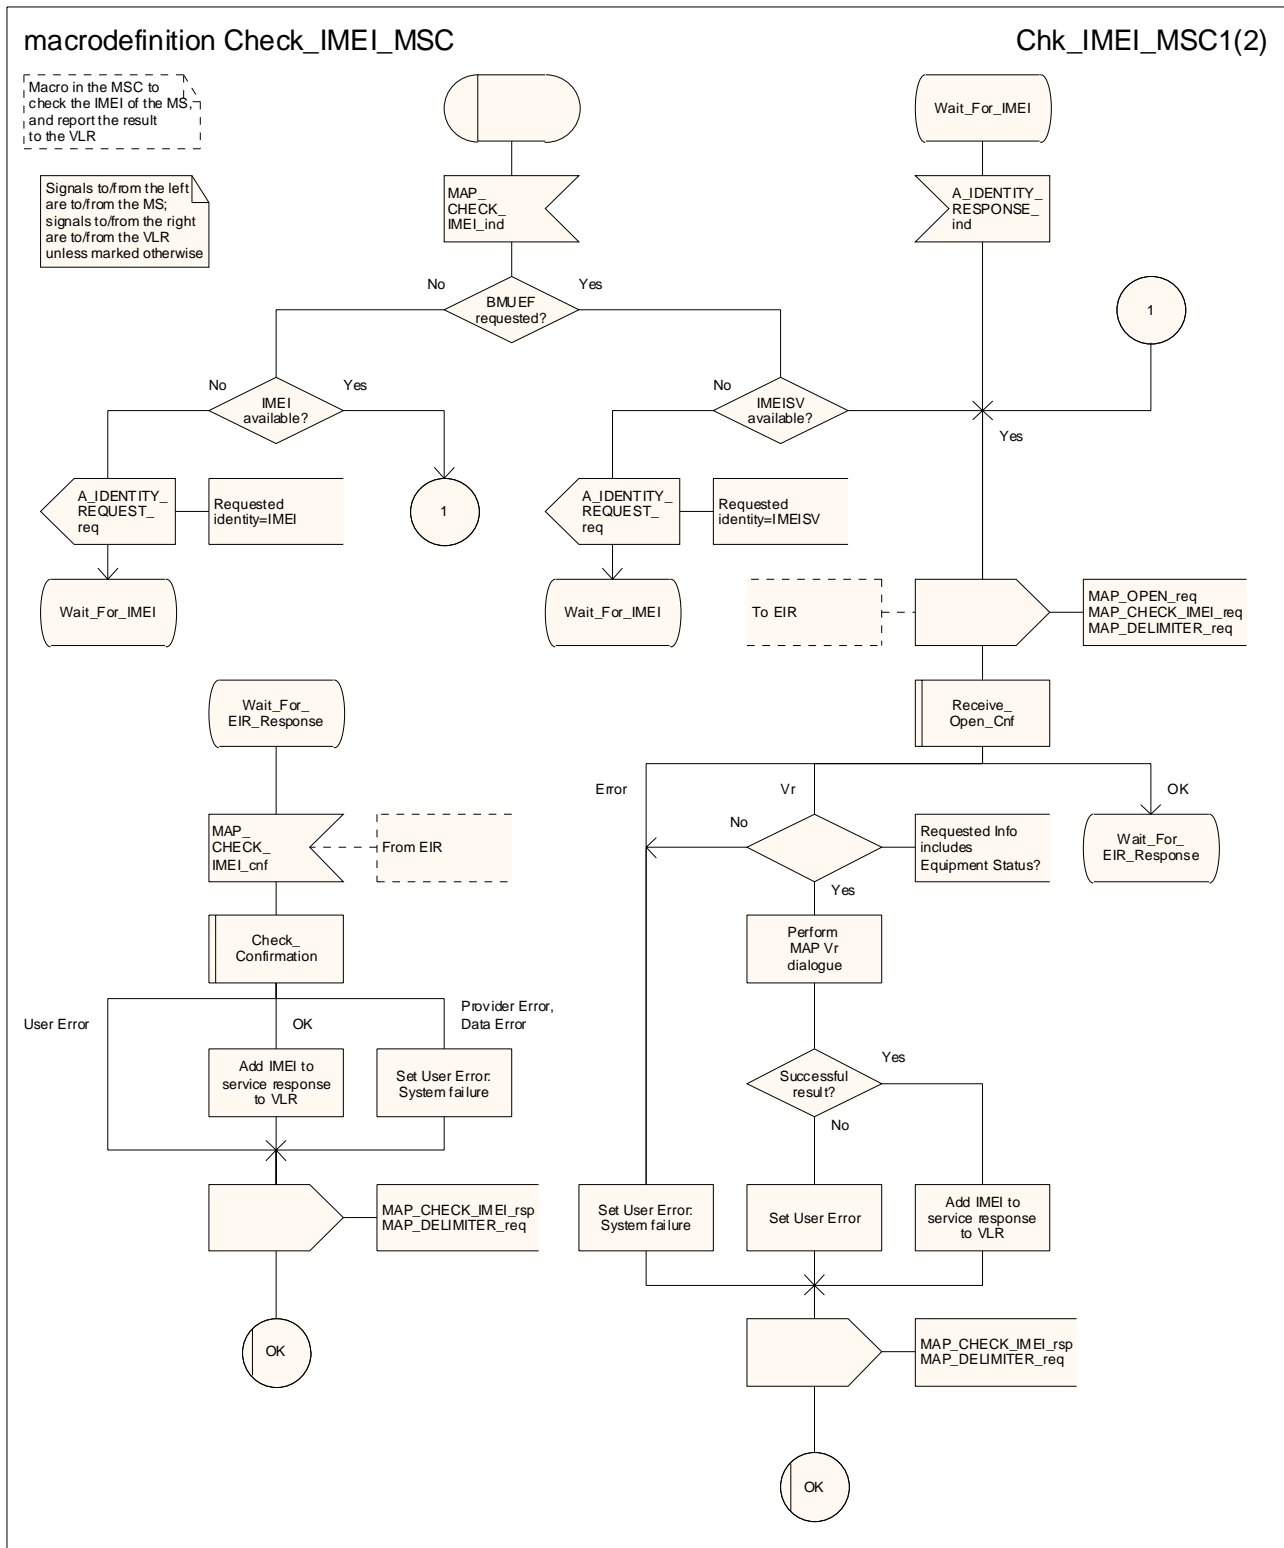 macrodefinition Check_IMEI_MSC
Chk_IMEI_MSC1(2)
Macro in the MSC to
check the IMEI of the MS,
and report the result
to the VLR
Signals to/from the left
are to/from the MS;
signals to/from the right
are to/from the VLR
unless marked otherwise
MAP_
CHECK_
IMEI_ind
Wait_For_IMEI
A_IDENTITY_
RESPONSE_
ind
No
BMUEF
requested?
Yes
1
No
IMEI
available?
Yes
No
IMEISV
available?
Yes
A_IDENTITY_
REQUEST_
req
Requested
identity=IMEI
1
A_IDENTITY_
REQUEST_
req
Requested
identity=IMEISV
Wait_For_IMEI
Wait_For_IMEI
To EIR
MAP_OPEN_req
MAP_CHECK_IMEI_req
MAP_DELIMITER_req
Receive_
Open_Cnf
Error
Vr
OK
No
Requested Info
includes
Equipment Status?
Wait_For_
EIR_Response
Yes
Perform
MAP Vr
dialogue
Successful
result?
Yes
No
Set User Error:
System failure
Set User Error
Add IMEI to
service response
to VLR
MAP_CHECK_IMEI_rsp
MAP_DELIMITER_req
OK
Wait_For_
EIR_Response
MAP_
CHECK_
IMEI_cnf
From EIR
Check_
Confirmation
User Error
OK
Provider Error,
Data Error
Add IMEI to
service response
to VLR
Set User Error:
System failure
MAP_CHECK_IMEI_rsp
MAP_DELIMITER_req
OK